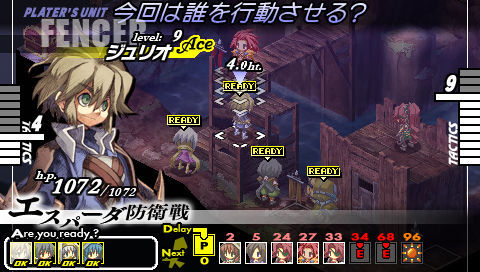 PLATER'S UNIT
今回は誰を行動させる?
FENCER
level: 9
ジュリオ Ace
4.0ht.
READY
READY
READY
READY
4
TACTICS
9
TACTICS
h.p. 1072/1072
エスパーダ防衛戦
Are you ready?
OK OK OK OK
Delay
Next
P 0
2 5 24 27 33 34 68 96
E E